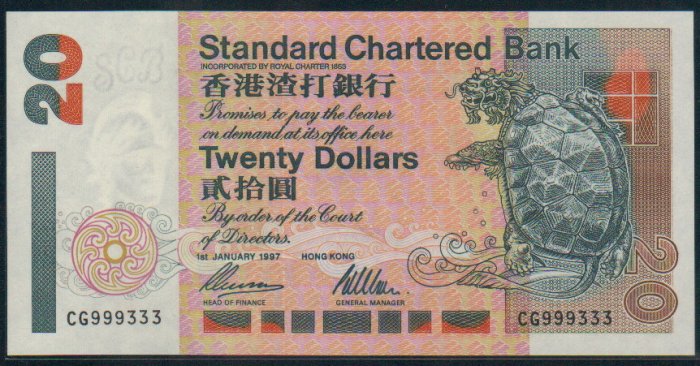 20
Standard Chartered Bank
INCORPORATED BY ROYAL CHARTER 1853
香港渣打銀行
Promises to pay the bearer
on demand at its office here
Twenty Dollars
貳拾圓
By order of the Court
of Directors.
1st JANUARY 1997 HONG KONG
HEAD OF FINANCE GENERAL MANAGER
CG999333 CG999333
20